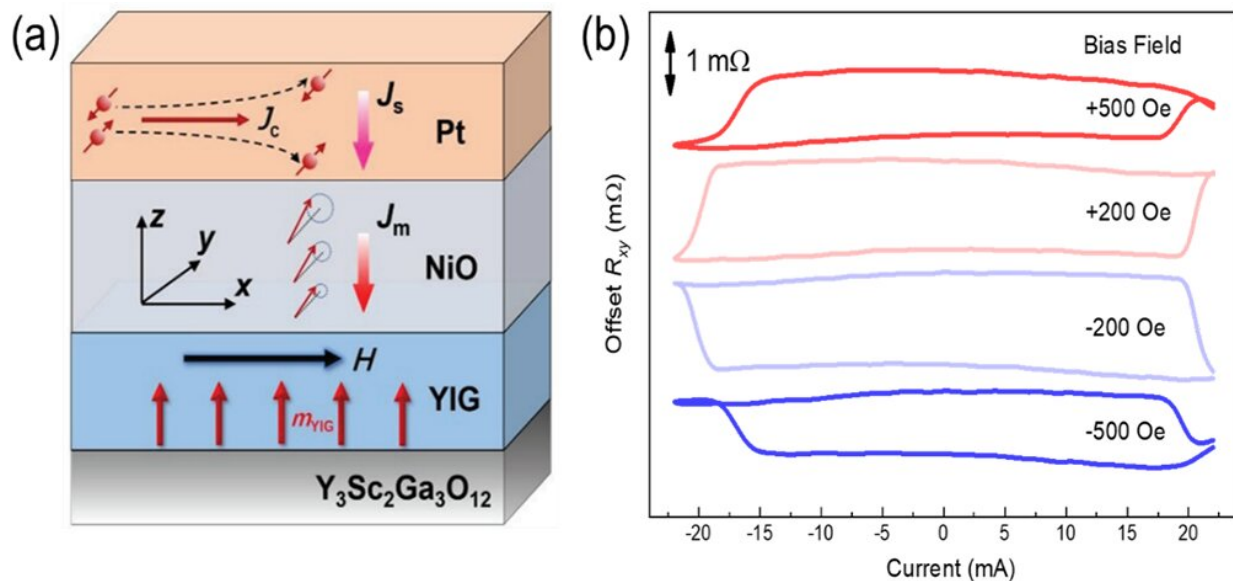 (a)
J_s
J_c
Pt
J_m
z
y
x
NiO
H
YIG
m_YIG
Y₃Sc₂Ga₃O₁₂
(b)
1 mΩ
Bias Field
+500 Oe
+200 Oe
-200 Oe
-500 Oe
Offset R_xy (mΩ)
-20 -15 -10 -5 0 5 10 15 20
Current (mA)